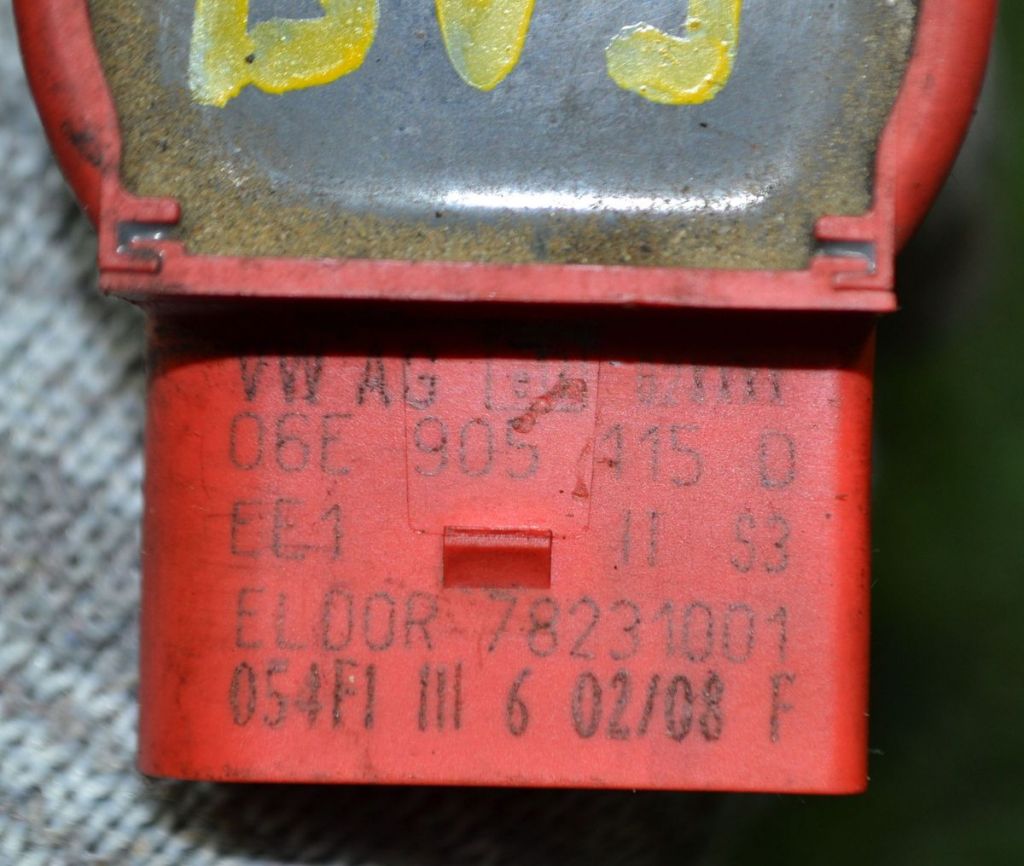 VW AG
06E 905 115 D
EE1 II S3
ELDOR 78231001
054F1 III 6 02/08 F